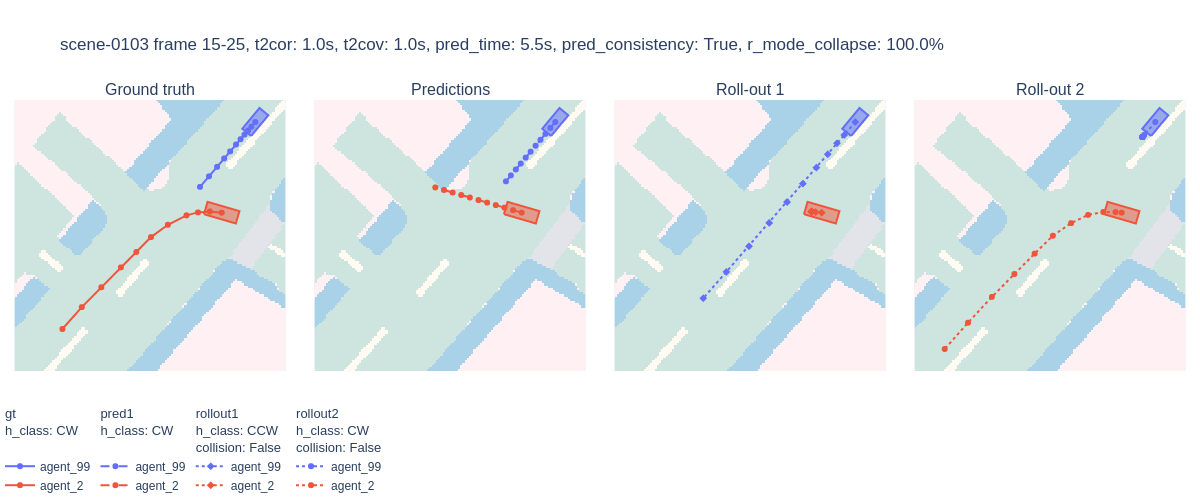 scene-0103 frame 15-25, t2cor: 1.0s, t2cov: 1.0s, pred_time: 5.5s, pred_consistency: True, r_mode_collapse: 100.0%
Ground truth
Predictions
Roll-out 1
Roll-out 2
gt
h_class: CW
agent_99
agent_2
pred1
h_class: CW
agent_99
agent_2
rollout1
h_class: CCW
collision: False
agent_99
agent_2
rollout2
h_class: CW
collision: False
agent_99
agent_2